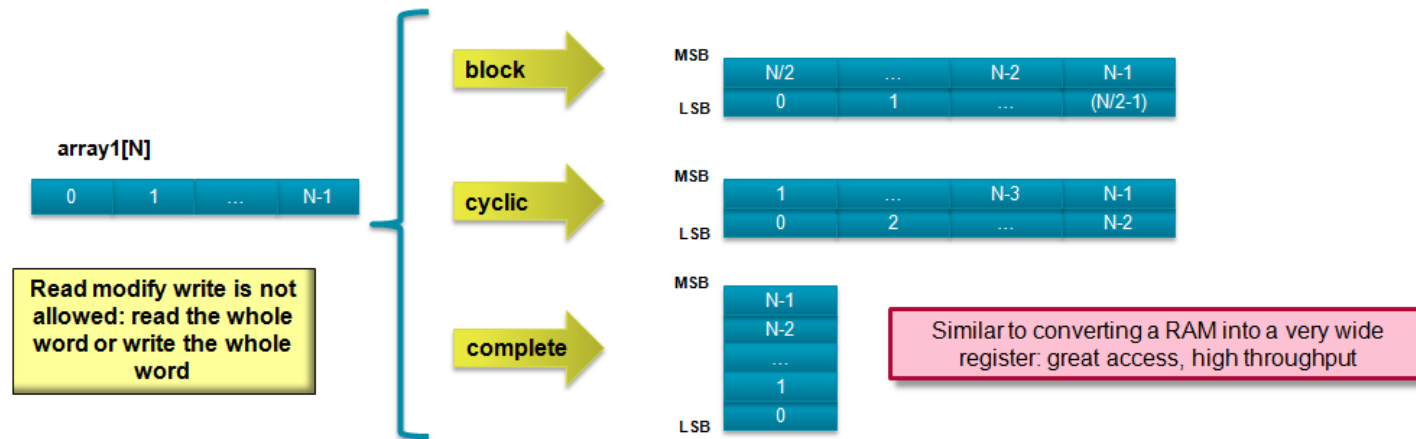 block
MSB
N/2 ... N-2 N-1
0 1 ... (N/2-1)
LSB
array1[N]
0 1 ... N-1
cyclic
MSB
1 ... N-3 N-1
0 2 ... N-2
LSB
Read modify write is not
allowed: read the whole
word or write the whole
word
complete
MSB
N-1
N-2
...
1
0
LSB
Similar to converting a RAM into a very wide
register: great access, high throughput